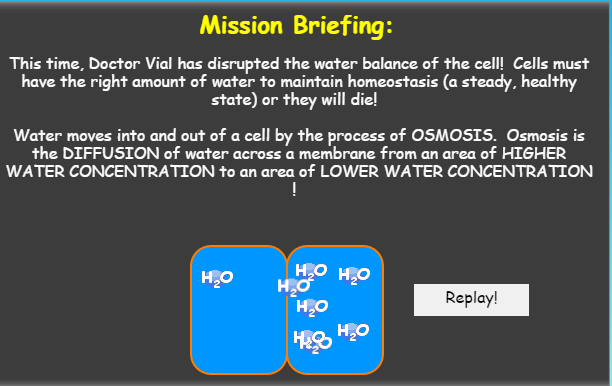 Mission Briefing:
This time, Doctor Vial has disrupted the water balance of the cell!  Cells must
have the right amount of water to maintain homeostasis (a steady, healthy
state) or they will die!
Water moves into and out of a cell by the process of OSMOSIS.  Osmosis is
the DIFFUSION of water across a membrane from an area of HIGHER
WATER CONCENTRATION to an area of LOWER WATER CONCENTRATION
!
H2O
H2O
H2O
H2O
H2O
H2O
H2O
H2O
Replay!